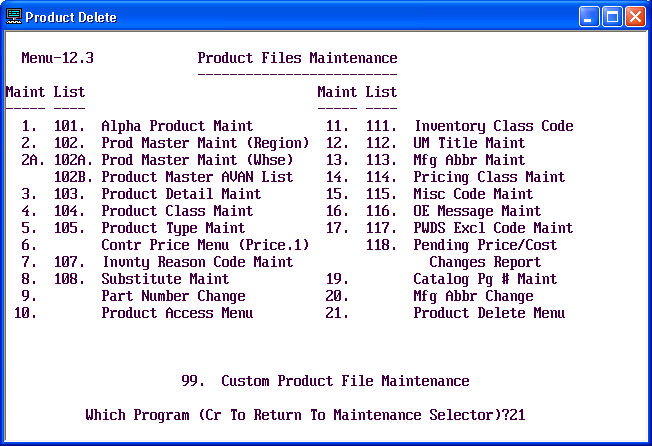 Product Delete
Menu-12.3 Product Files Maintenance
-------------------------
Maint List Maint List
----- ---- ----- ----
1. 101. Alpha Product Maint 11. 111. Inventory Class Code
2. 102. Prod Master Maint (Region) 12. 112. UM Title Maint
2A. 102A. Prod Master Maint (Whse) 13. 113. Mfg Abbr Maint
102B. Product Master AVAN List 14. 114. Pricing Class Maint
3. 103. Product Detail Maint 15. 115. Misc Code Maint
4. 104. Product Class Maint 16. 116. OE Message Maint
5. 105. Product Type Maint 17. 117. PWDS Excl Code Maint
6. Contr Price Menu (Price.1) 118. Pending Price/Cost
7. 107. Invnty Reason Code Maint Changes Report
8. 108. Substitute Maint 19. Catalog Pg # Maint
9. Part Number Change 20. Mfg Abbr Change
10. Product Access Menu 21. Product Delete Menu
99. Custom Product File Maintenance
Which Program (Cr To Return To Maintenance Selector)?21